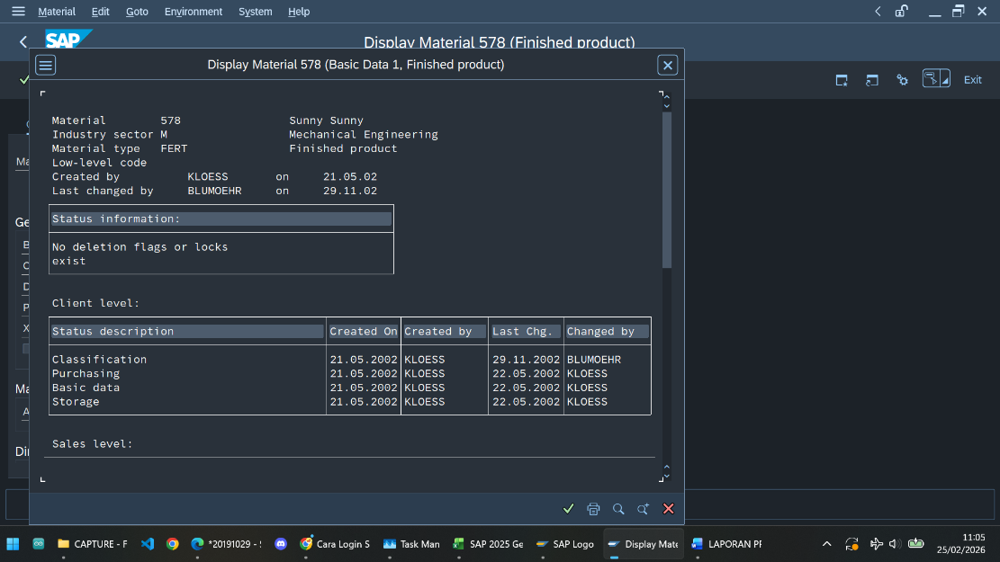 Material Edit Goto Environment System Help
SAP
Display Material 578 (Finished product)
Display Material 578 (Basic Data 1, Finished product)
Exit
Material 578 Sunny Sunny
Industry sector M Mechanical Engineering
Material type FERT Finished product
Low-level code
Created by KLOESS on 21.05.02
Last changed by BLUMOEHR on 29.11.02
Status information:
No deletion flags or locks
exist
Client level:
Status description Created On Created by Last Chg. Changed by
Classification 21.05.2002 KLOESS 29.11.2002 BLUMOEHR
Purchasing 21.05.2002 KLOESS 22.05.2002 KLOESS
Basic data 21.05.2002 KLOESS 22.05.2002 KLOESS
Storage 21.05.2002 KLOESS 22.05.2002 KLOESS
Sales level:
CAPTURE - F *20191029 - Cara Login S Task Man SAP 2025 Ge SAP Logo Display Mate LAPORAN PF
11:05
25/02/2026